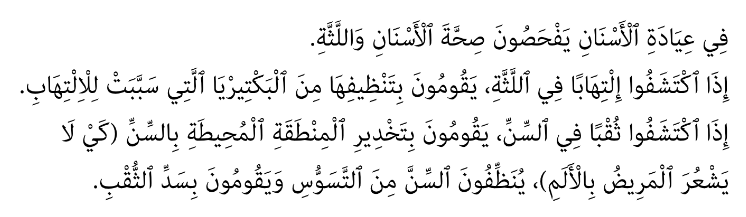 فِي عِيَادَةِ ٱلْأَسْنَانِ يَفْحَصُونَ صِحَّةَ ٱلْأَسْنَانِ وَاللَّثَّةِ.
إِذَا ٱكْتَشَفُوا إِلْتِهَابًا فِي ٱللَّثَّةِ، يَقُومُونَ بِتَنْظِيفِهَا مِنَ ٱلْبَكْتِيرْيَا ٱلَّتِي سَبَّبَتْ لِلْاِلْتِهَابِ.
إِذَا ٱكْتَشَفُوا ثُقْبًا فِي ٱلسِّنِّ، يَقُومُونَ بِتَخْدِيرِ ٱلْمِنْطَقَةِ ٱلْمُحِيطَةِ بِالسِّنِّ (كَيْ لَا
يَشْعُرَ ٱلْمَرِيضُ بِالْأَلَمِ)، يُنَظِّفُونَ ٱلسِّنَّ مِنَ ٱلتَّسَوُّسِ وَيَقُومُونَ بِسَدِّ ٱلثُّقْبِ.